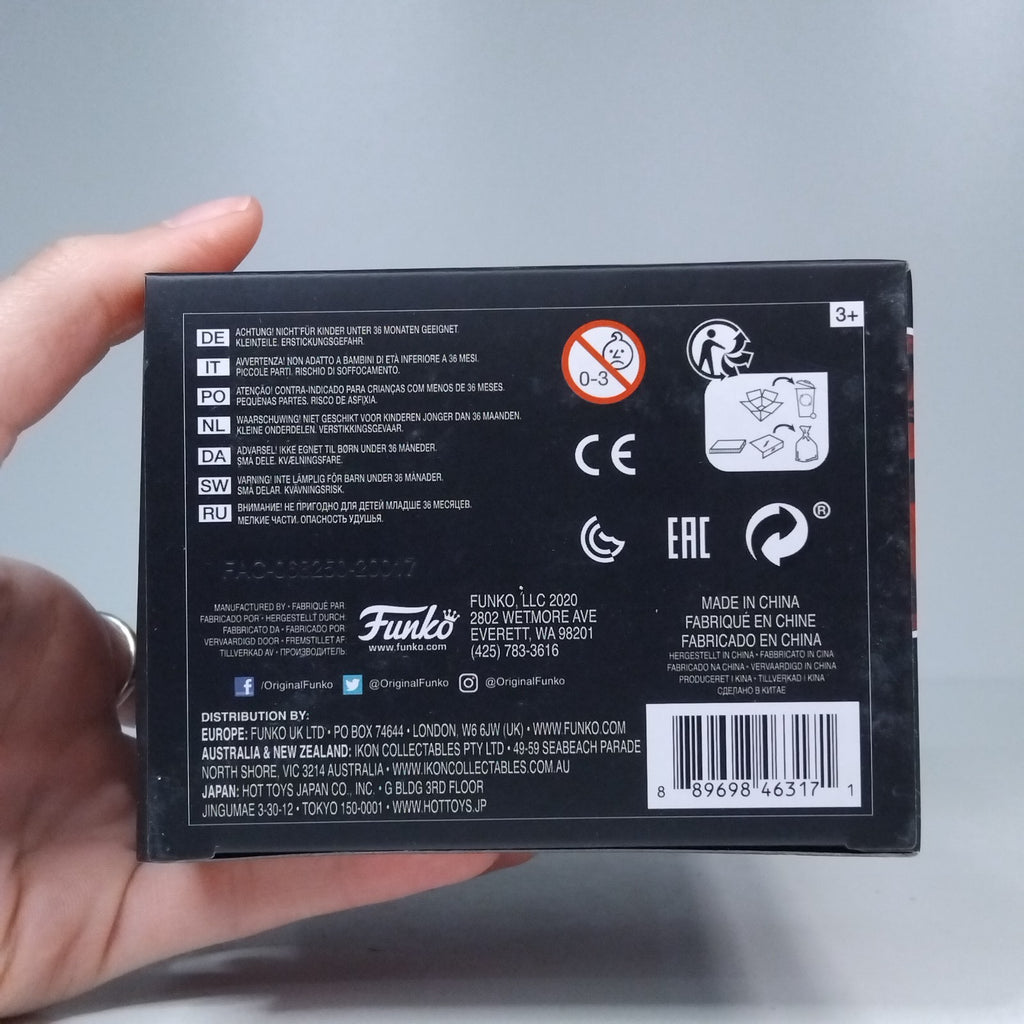 3+
DE ACHTUNG! NICHT FÜR KINDER UNTER 36 MONATEN GEEIGNET.
KLEINTEILE. ERSTICKUNGSGEFAHR.
IT AVVERTENZA! NON ADATTO A BAMBINI DI ETÀ INFERIORE A 36 MESI.
PICCOLE PARTI. RISCHIO DI SOFFOCAMENTO.
PO ATENÇÃO! CONTRA-INDICADO PARA CRIANÇAS COM MENOS DE 36 MESES.
PEQUENAS PARTES. RISCO DE ASFIXIA.
NL WAARSCHUWING! NIET GESCHIKT VOOR KINDEREN JONGER DAN 36 MAANDEN.
KLEINE ONDERDELEN. VERSTIKKINGSGEVAAR.
DA ADVARSEL! IKKE EGNET TIL BØRN UNDER 36 MÅNEDER.
SMÅ DELE. KVÆLNINGSFARE.
SW VARNING! INTE LÄMPLIG FÖR BARN UNDER 36 MÅNADER.
SMÅ DELAR. KVÄVNINGSRISK.
RU ВНИМАНИЕ! НЕ ПРИГОДНО ДЛЯ ДЕТЕЙ МЛАДШЕ 36 МЕСЯЦЕВ.
МЕЛКИЕ ЧАСТИ. ОПАСНОСТЬ УДУШЬЯ.
0-3
CE
EAC
®
FAC-065250-20017
MANUFACTURED BY • FABRIQUÉ PAR:
FABRICADO POR • HERGESTELLT DURCH:
FABBRICATO DA • FABRICADO POR:
VERVAARDIGD DOOR • FREMSTILLET AF:
TILLVERKAD AV • ПРОИЗВОДИТЕЛЬ:
Funko
www.funko.com
FUNKO, LLC 2020
2802 WETMORE AVE
EVERETT, WA 98201
(425) 783-3616
MADE IN CHINA
FABRIQUÉ EN CHINE
FABRICADO EN CHINA
HERGESTELLT IN CHINA • FABBRICATO IN CINA
FABRICADO NA CHINA • VERVAARDIGD IN CHINA
PRODUCERET I KINA • TILLVERKAD I KINA
СДЕЛАНО В КИТАЕ
f /OriginalFunko @OriginalFunko @OriginalFunko
DISTRIBUTION BY:
EUROPE: FUNKO UK LTD • PO BOX 74644 • LONDON, W6 6JW (UK) • WWW.FUNKO.COM
AUSTRALIA & NEW ZEALAND: IKON COLLECTABLES PTY LTD • 49-59 SEABEACH PARADE
NORTH SHORE, VIC 3214 AUSTRALIA • WWW.IKONCOLLECTABLES.COM.AU
JAPAN: HOT TOYS JAPAN CO., INC. • G BLDG 3RD FLOOR
JINGUMAE 3-30-12 • TOKYO 150-0001 • WWW.HOTTOYS.JP
8 89698 46317 1